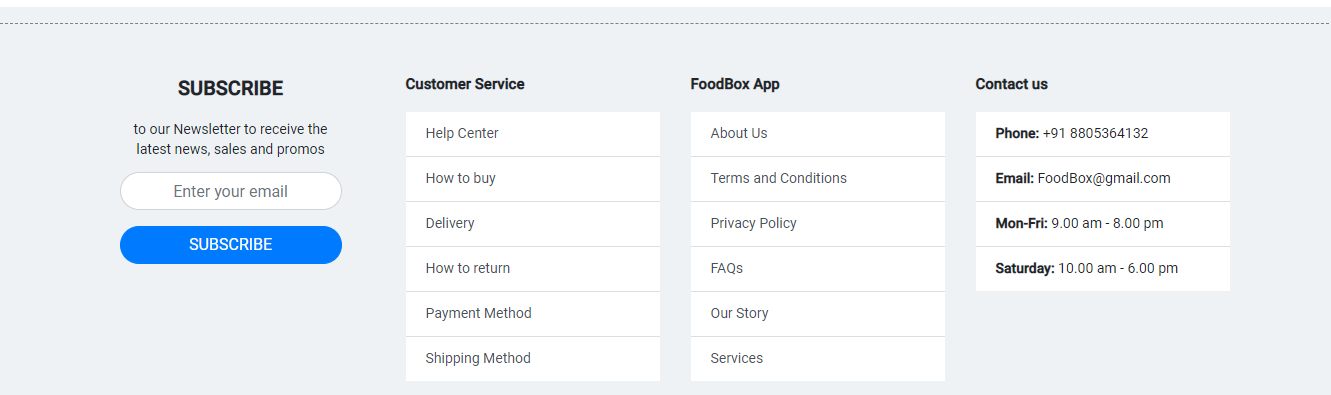 SUBSCRIBE
to our Newsletter to receive the
latest news, sales and promos
Enter your email
SUBSCRIBE
Customer Service
Help Center
How to buy
Delivery
How to return
Payment Method
Shipping Method
FoodBox App
About Us
Terms and Conditions
Privacy Policy
FAQs
Our Story
Services
Contact us
Phone: +91 8805364132
Email: FoodBox@gmail.com
Mon-Fri: 9.00 am - 8.00 pm
Saturday: 10.00 am - 6.00 pm